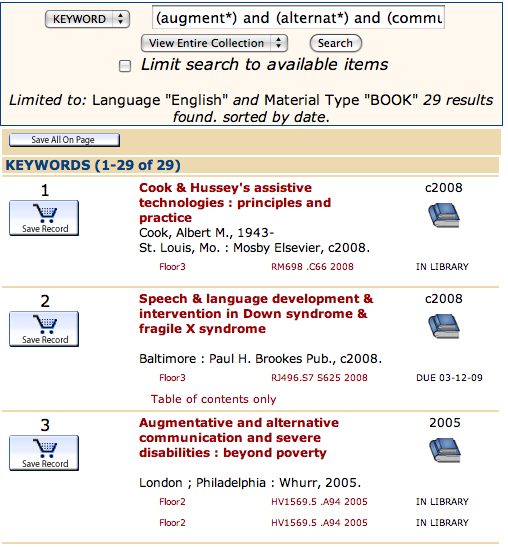 KEYWORD (augment*) and (alternat*) and (commu
View Entire Collection Search
Limit search to available items
Limited to: Language "English" and Material Type "BOOK" 29 results
found. sorted by date.
Save All On Page
KEYWORDS (1-29 of 29)
1
Save Record
Cook & Hussey's assistive
technologies : principles and
practice
Cook, Albert M., 1943-
St. Louis, Mo. : Mosby Elsevier, c2008.
c2008
Floor3 RM698 .C66 2008 IN LIBRARY
2
Save Record
Speech & language development &
intervention in Down syndrome &
fragile X syndrome
Baltimore : Paul H. Brookes Pub., c2008.
c2008
Floor3 RJ496.S7 S625 2008 DUE 03-12-09
Table of contents only
3
Save Record
Augmentative and alternative
communication and severe
disabilities : beyond poverty
London ; Philadelphia : Whurr, 2005.
2005
Floor2 HV1569.5 .A94 2005 IN LIBRARY
Floor2 HV1569.5 .A94 2005 IN LIBRARY